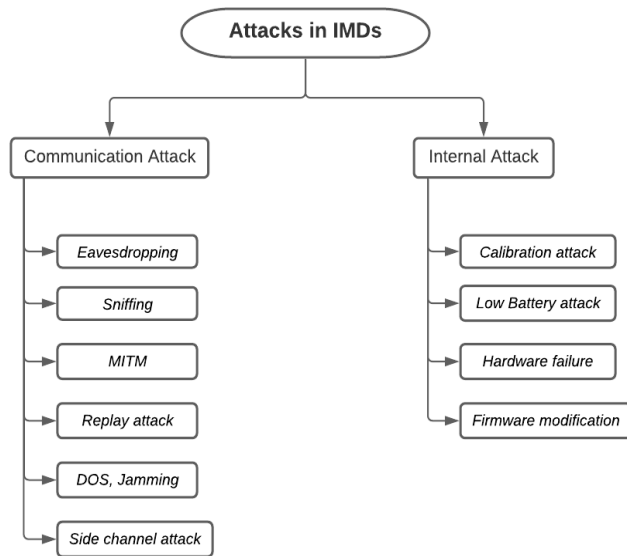 Attacks in IMDs
Communication Attack
Internal Attack
Eavesdropping
Sniffing
MITM
Replay attack
DOS, Jamming
Side channel attack
Calibration attack
Low Battery attack
Hardware failure
Firmware modification